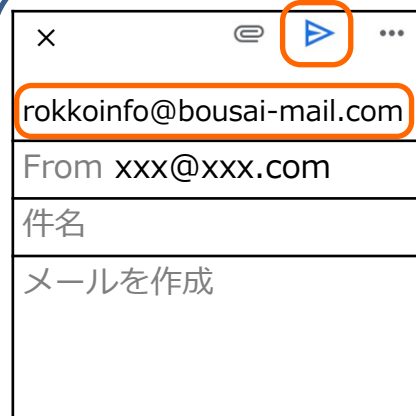 rokkoinfo@bousai-mail.com
From xxx@xxx.com
件名
メールを作成